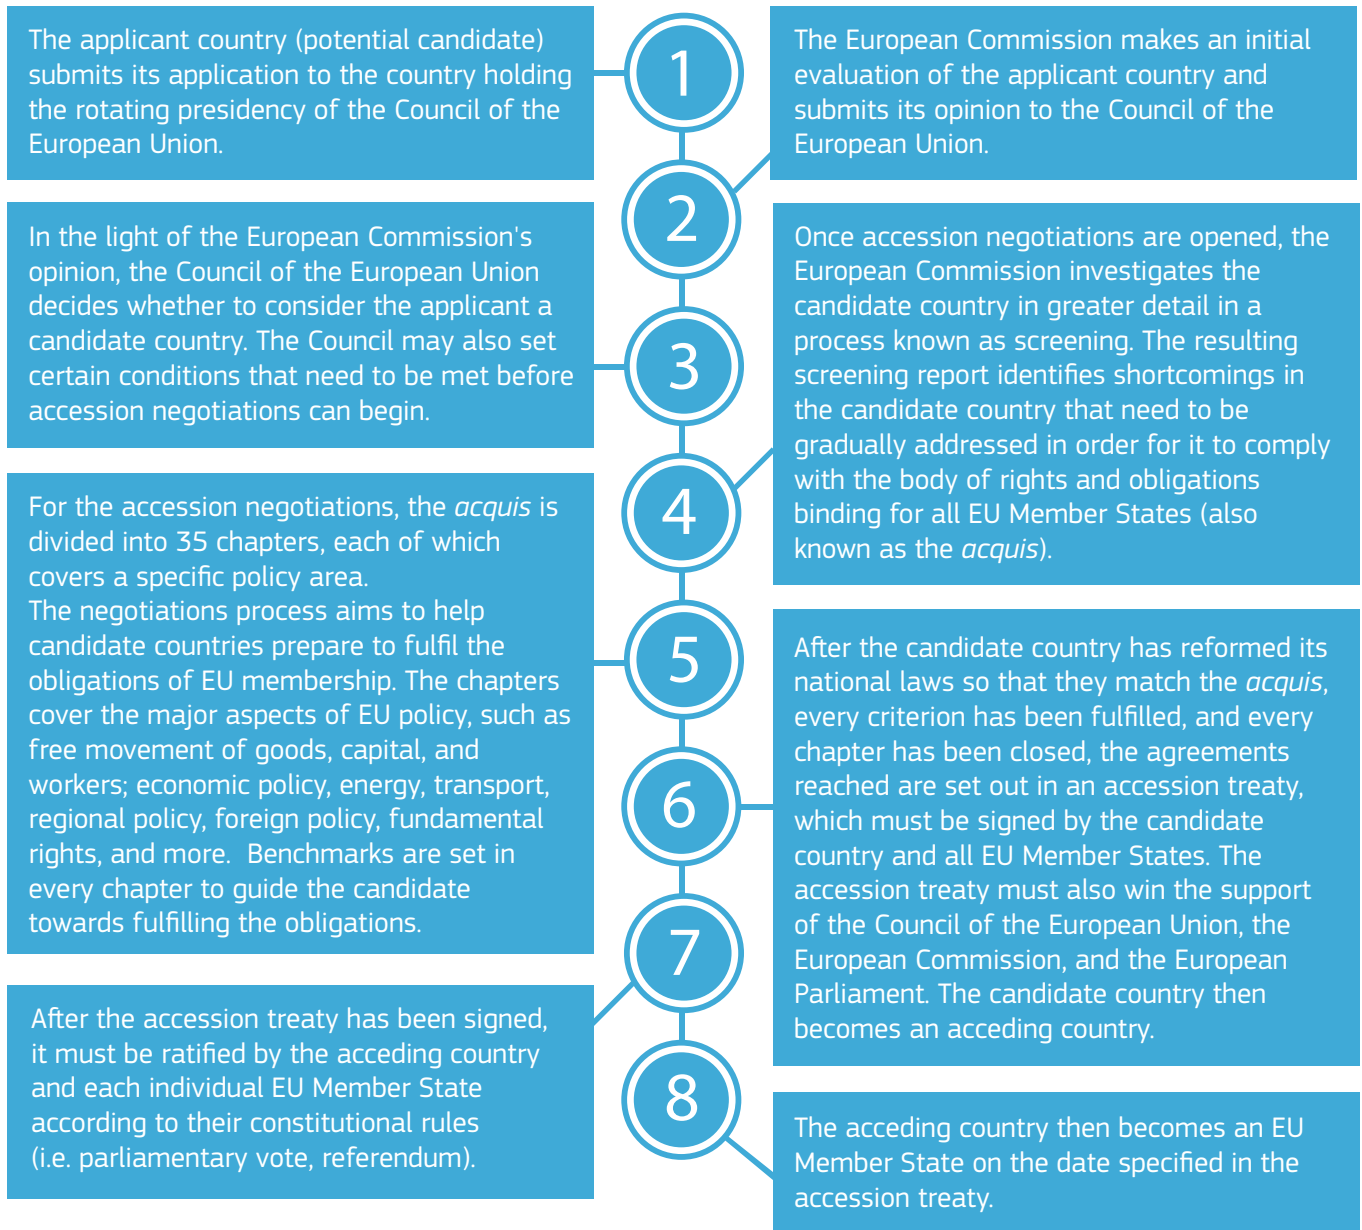 1
The applicant country (potential candidate)
submits its application to the country holding
the rotating presidency of the Council of the
European Union.
2
The European Commission makes an initial
evaluation of the applicant country and
submits its opinion to the Council of the
European Union.
3
In the light of the European Commission's
opinion, the Council of the European Union
decides whether to consider the applicant a
candidate country. The Council may also set
certain conditions that need to be met before
accession negotiations can begin.
4
Once accession negotiations are opened, the
European Commission investigates the
candidate country in greater detail in a
process known as screening. The resulting
screening report identifies shortcomings in
the candidate country that need to be
gradually addressed in order for it to comply
with the body of rights and obligations
binding for all EU Member States (also
known as the acquis).
5
For the accession negotiations, the acquis is
divided into 35 chapters, each of which
covers a specific policy area.
The negotiations process aims to help
candidate countries prepare to fulfil the
obligations of EU membership. The chapters
cover the major aspects of EU policy, such as
free movement of goods, capital, and
workers; economic policy, energy, transport,
regional policy, foreign policy, fundamental
rights, and more. Benchmarks are set in
every chapter to guide the candidate
towards fulfilling the obligations.
6
After the candidate country has reformed its
national laws so that they match the acquis,
every criterion has been fulfilled, and every
chapter has been closed, the agreements
reached are set out in an accession treaty,
which must be signed by the candidate
country and all EU Member States. The
accession treaty must also win the support
of the Council of the European Union, the
European Commission, and the European
Parliament. The candidate country then
becomes an acceding country.
7
After the accession treaty has been signed,
it must be ratified by the acceding country
and each individual EU Member State
according to their constitutional rules
(i.e. parliamentary vote, referendum).
8
The acceding country then becomes an EU
Member State on the date specified in the
accession treaty.